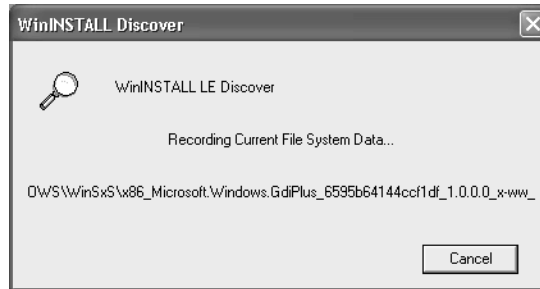 WinINSTALL Discover
WinINSTALL LE Discover
Recording Current File System Data...
OWS\WinSxS\x86_Microsoft.Windows.GdiPlus_6595b64144ccf1df_1.0.0.0_x-ww_
Cancel